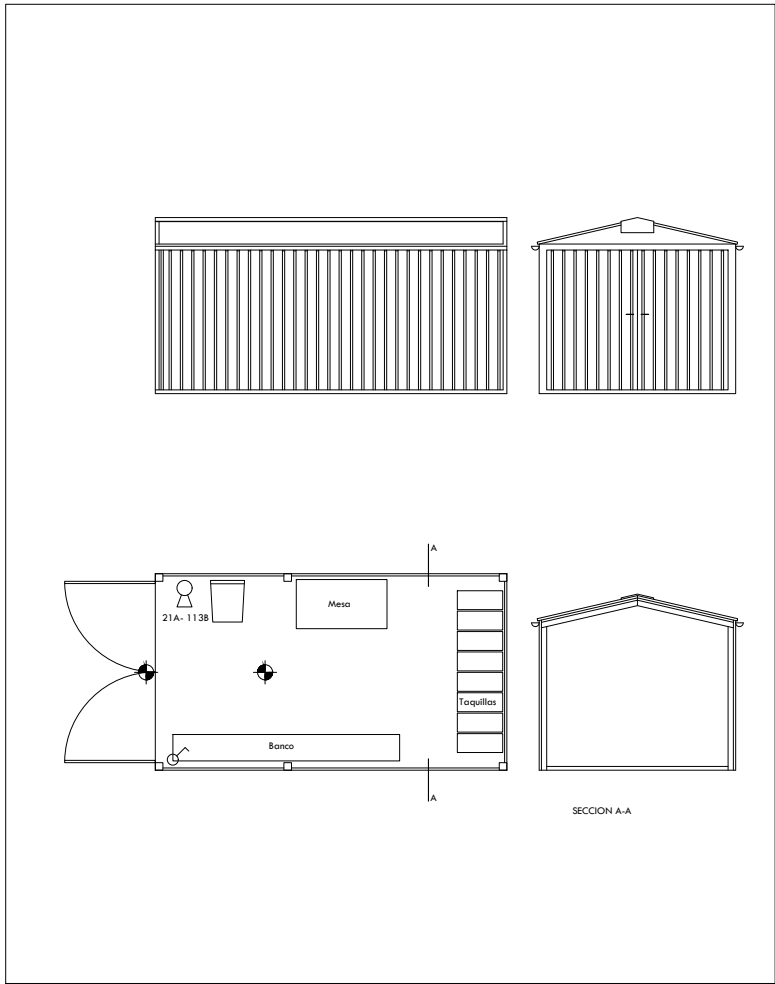 A
Mesa
21A- 113B
Taquillas
Banco
A
SECCION A-A